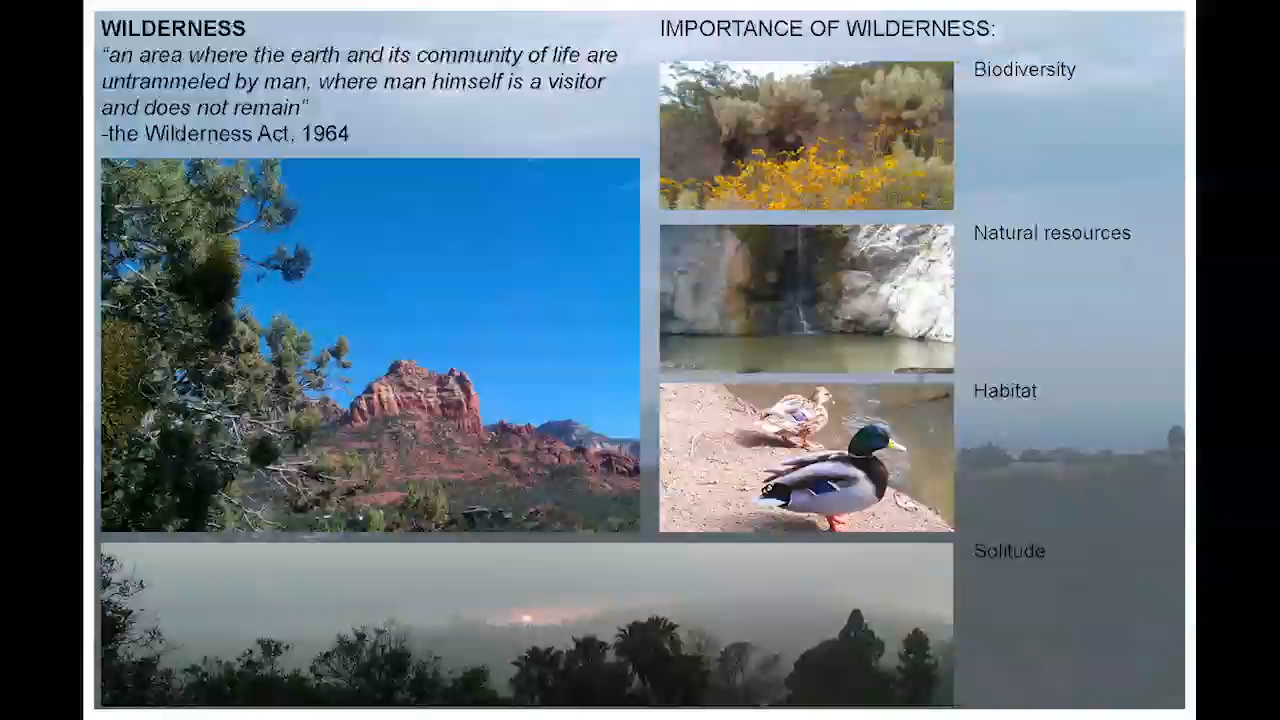 WILDERNESS
“an area where the earth and its community of life are
untrammeled by man, where man himself is a visitor
and does not remain”
-the Wilderness Act, 1964
IMPORTANCE OF WILDERNESS:
Biodiversity
Natural resources
Habitat
Solitude